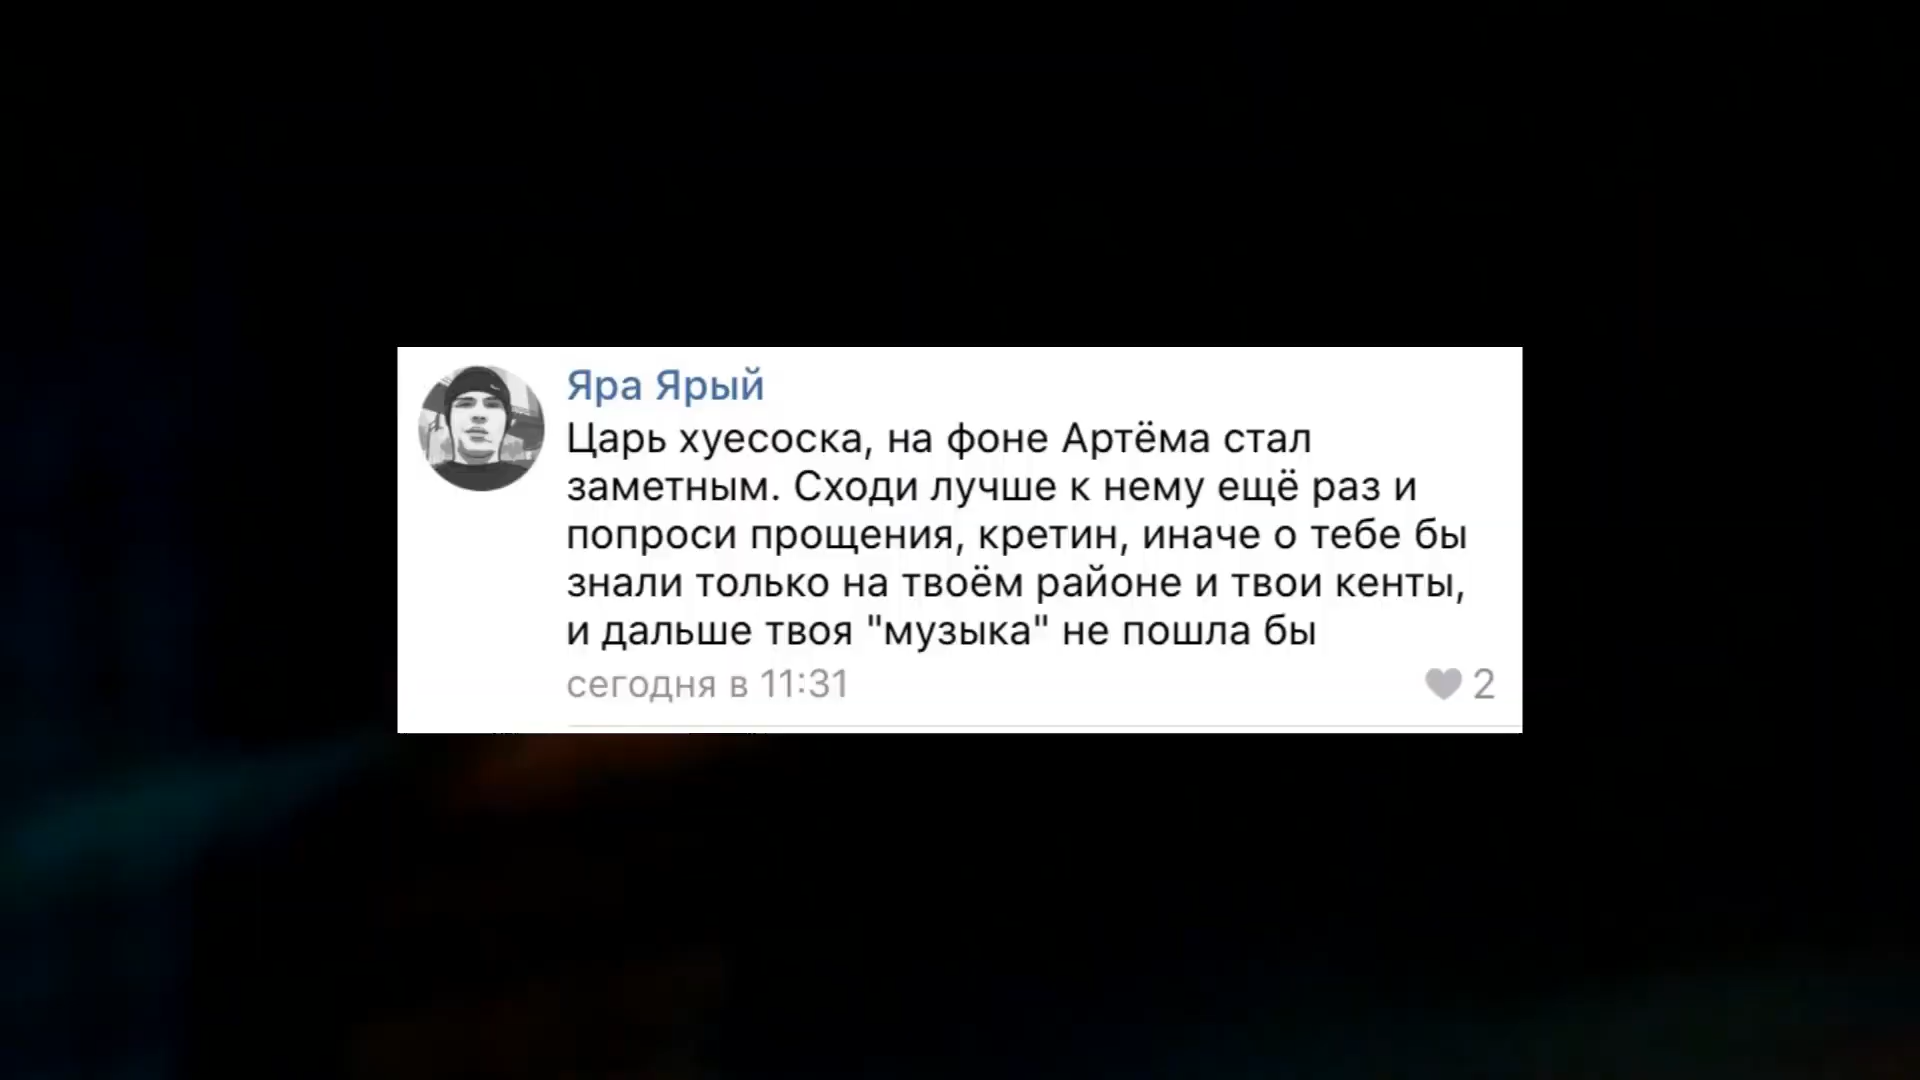 Яра Ярый
Царь хуесоска, на фоне Артёма стал
заметным. Сходи лучше к нему ещё раз и
попроси прощения, кретин, иначе о тебе бы
знали только на твоём районе и твои кенты,
и дальше твоя "музыка" не пошла бы
сегодня в 11:31
2